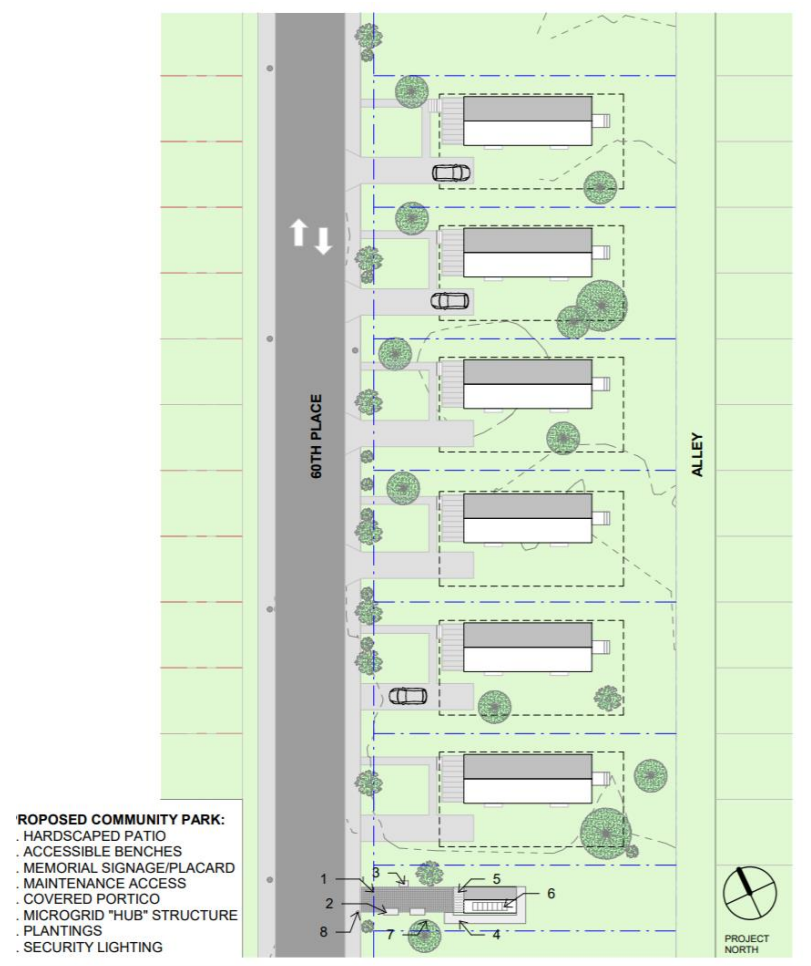 60TH PLACE
ALLEY
ROPOSED COMMUNITY PARK:
. HARDSCAPED PATIO
. ACCESSIBLE BENCHES
. MEMORIAL SIGNAGE/PLACARD
. MAINTENANCE ACCESS
. COVERED PORTICO
. MICROGRID "HUB" STRUCTURE
. PLANTINGS
. SECURITY LIGHTING
1
3
5
2
6
8
7
4
PROJECT
NORTH